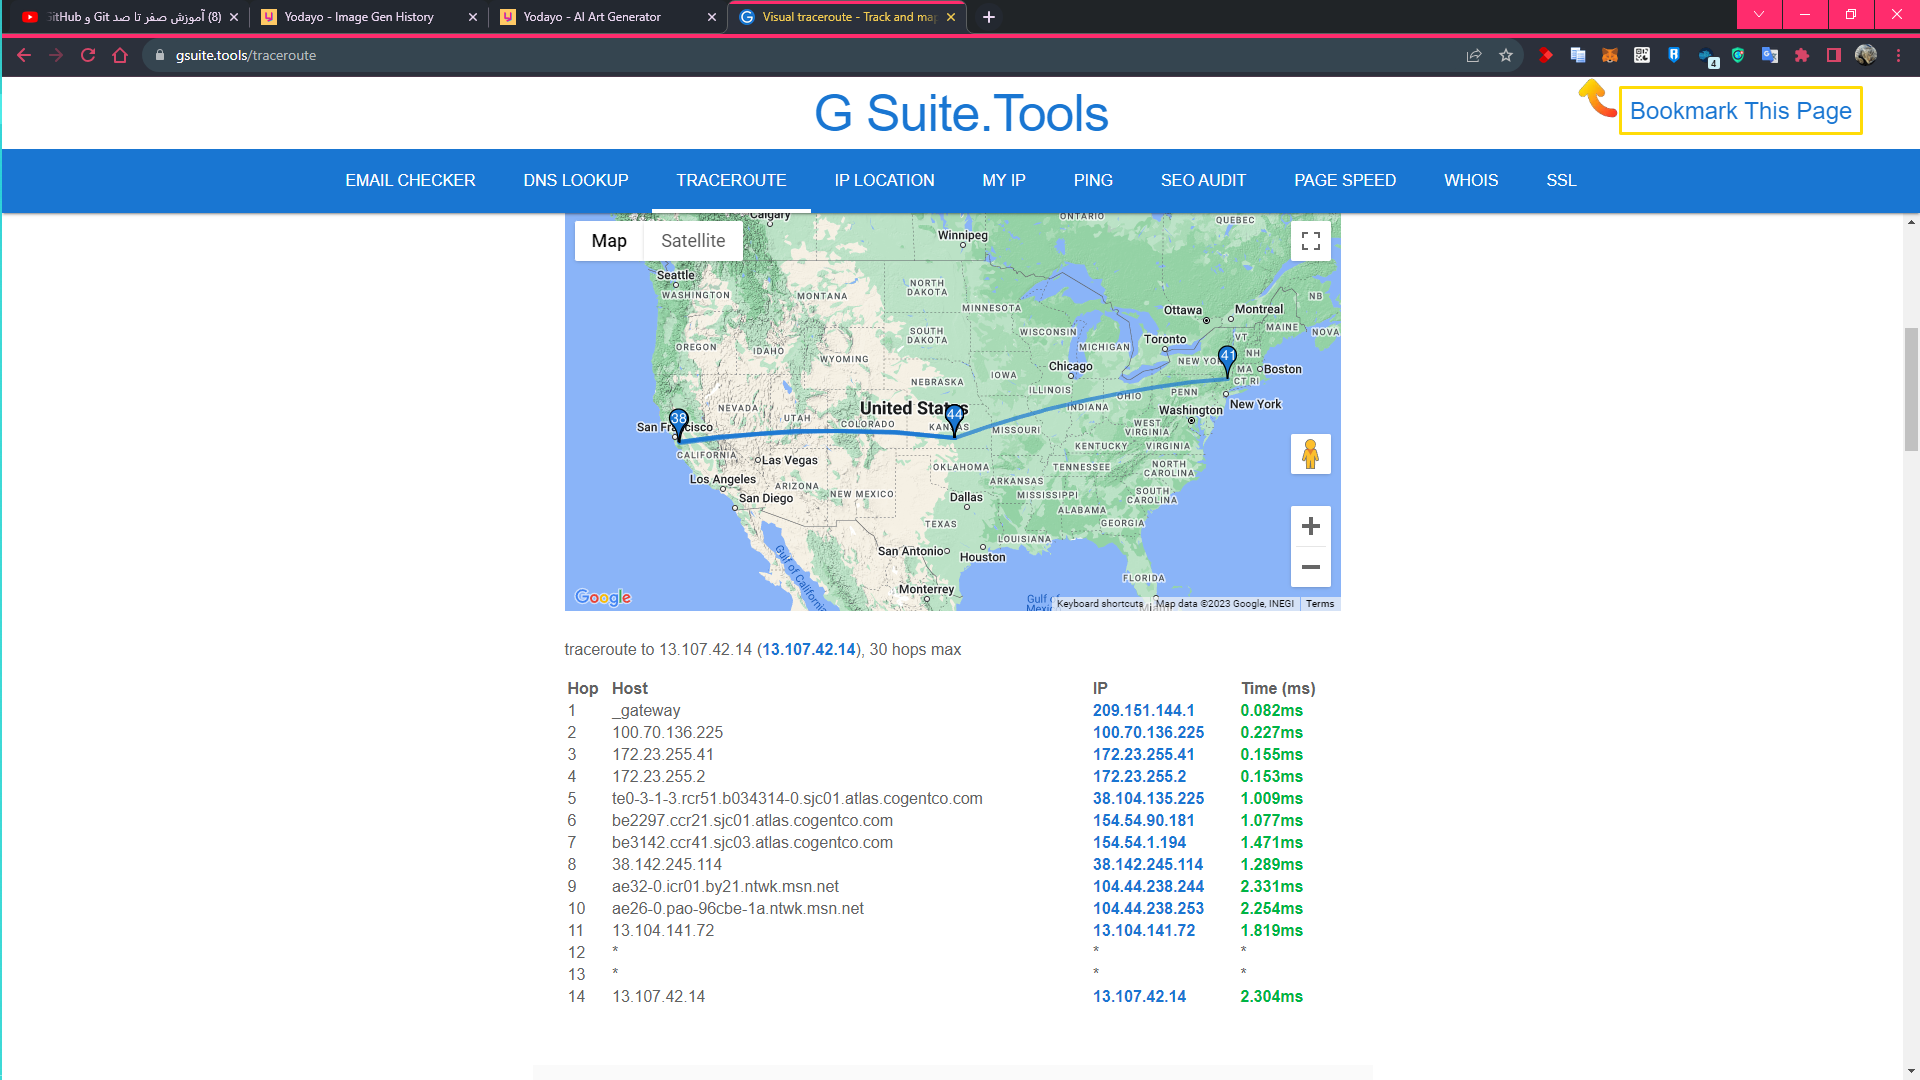 GitHub و Git آموزش صفر تا صد (8)
Yodayo - Image Gen History
Yodayo - AI Art Generator
Visual traceroute - Track and map
gsuite.tools/traceroute
4
G Suite.Tools
Bookmark This Page
EMAIL CHECKER DNS LOOKUP TRACEROUTE IP LOCATION MY IP PING SEO AUDIT PAGE SPEED WHOIS SSL
Map Satellite
Calgary
ONTARIO
QUEBEC
Winnipeg
Seattle
WASHINGTON
MONTANA
NORTH DAKOTA
MINNESOTA
NB
Ottawa
Montreal
MAINE
NOVA
SOUTH DAKOTA
WISCONSIN
Toronto
VT
NH
OREGON
IDAHO
WYOMING
MICHIGAN
NEW YO
41
MA
Boston
CT RI
Chicago
IOWA
NEBRASKA
ILLINOIS
INDIANA
OHIO
PENN
New York
Washington
United States
44
38
San Francisco
NEVADA
UTAH
COLORADO
KANSAS
MISSOURI
WEST VIRGINIA
KENTUCKY
VIRGINIA
CALIFORNIA
Las Vegas
OKLAHOMA
TENNESSEE
NORTH CAROLINA
Los Angeles
ARIZONA
NEW MEXICO
ARKANSAS
MISSISSIPPI
SOUTH CAROLINA
San Diego
Dallas
ALABAMA
GEORGIA
TEXAS
LOUISIANA
San Antonio
Houston
Gulf of California
FLORIDA
Monterrey
Gulf of
Mexic
Mi
Google
Keyboard shortcuts
Map data ©2023 Google, INEGI
Terms
traceroute to 13.107.42.14 (13.107.42.14), 30 hops max
Hop Host IP Time (ms)
1 _gateway 209.151.144.1 0.082ms
2 100.70.136.225 100.70.136.225 0.227ms
3 172.23.255.41 172.23.255.41 0.155ms
4 172.23.255.2 172.23.255.2 0.153ms
5 te0-3-1-3.rcr51.b034314-0.sjc01.atlas.cogentco.com 38.104.135.225 1.009ms
6 be2297.ccr21.sjc01.atlas.cogentco.com 154.54.90.181 1.077ms
7 be3142.ccr41.sjc03.atlas.cogentco.com 154.54.1.194 1.471ms
8 38.142.245.114 38.142.245.114 1.289ms
9 ae32-0.icr01.by21.ntwk.msn.net 104.44.238.244 2.331ms
10 ae26-0.pao-96cbe-1a.ntwk.msn.net 104.44.238.253 2.254ms
11 13.104.141.72 13.104.141.72 1.819ms
12 * * *
13 * * *
14 13.107.42.14 13.107.42.14 2.304ms